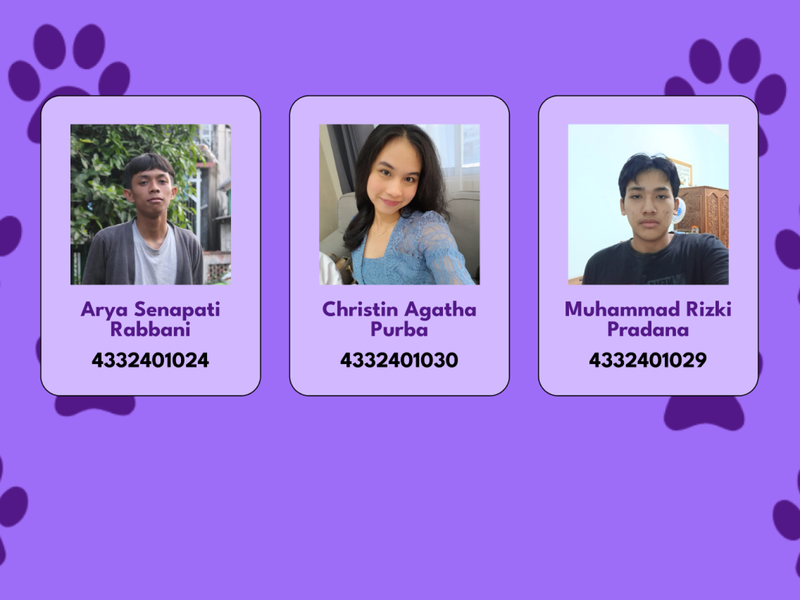 Arya Senapati
Rabbani
4332401024
Christin Agatha
Purba
4332401030
Muhammad Rizki
Pradana
4332401029